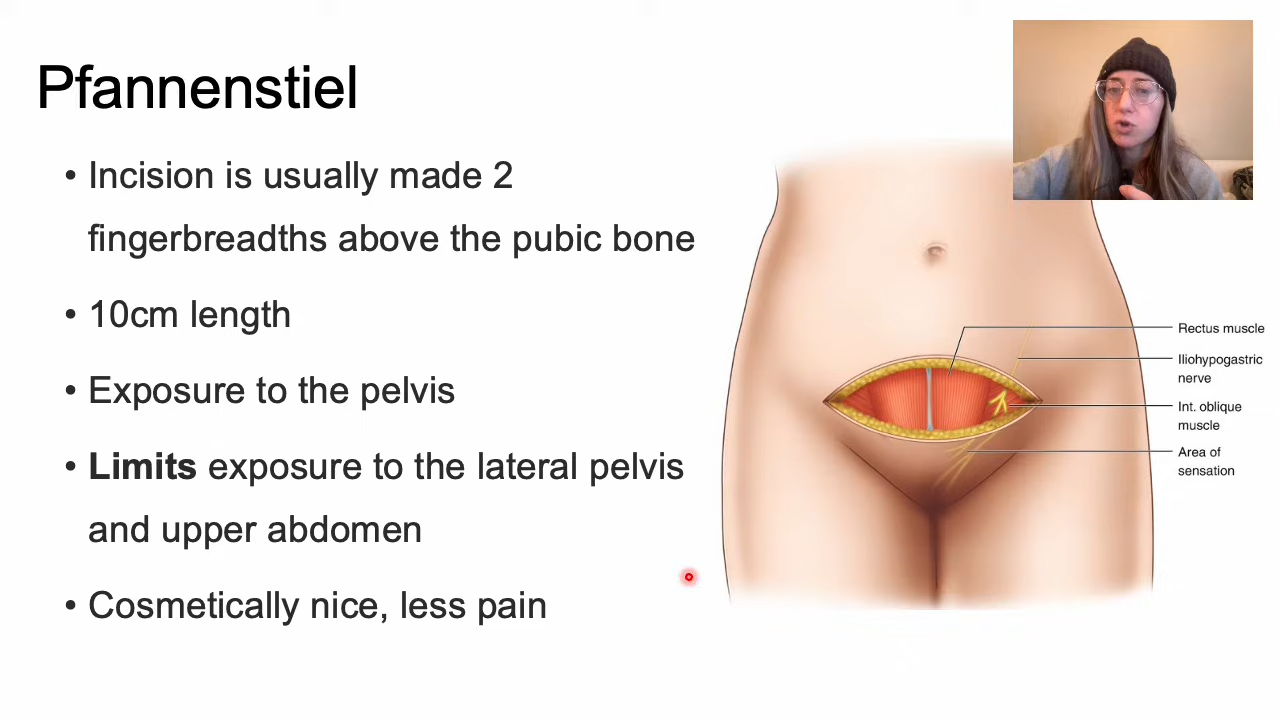 Pfannenstiel
• Incision is usually made 2
fingerbreadths above the pubic bone
• 10cm length
• Exposure to the pelvis
• Limits exposure to the lateral pelvis
and upper abdomen
• Cosmetically nice, less pain
Rectus muscle
Iliohypogastric
nerve
Int. oblique
muscle
Area of
sensation